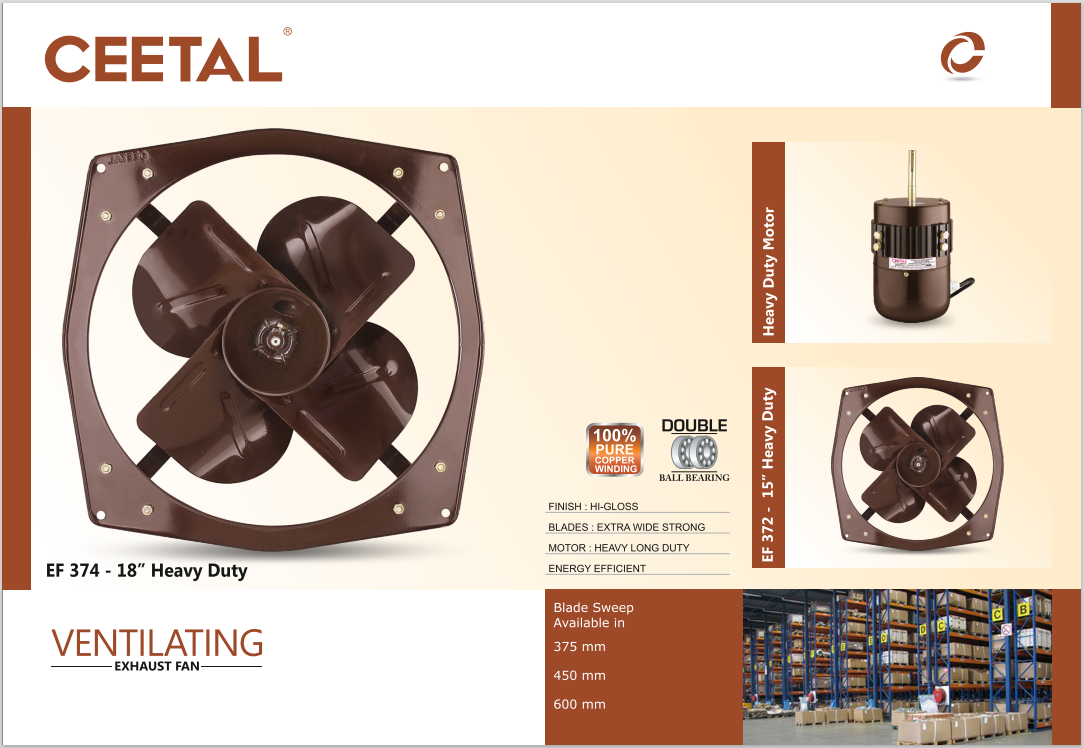 CEETAL ®
EF 374 - 18” Heavy Duty
100%
PURE
COPPER
WINDING
DOUBLE
BALL BEARING
FINISH : HI-GLOSS
BLADES : EXTRA WIDE STRONG
MOTOR : HEAVY LONG DUTY
ENERGY EFFICIENT
Heavy Duty Motor
EF 372 - 15” Heavy Duty
VENTILATING
EXHAUST FAN
Blade Sweep
Available in
375 mm
450 mm
600 mm
C B
D C